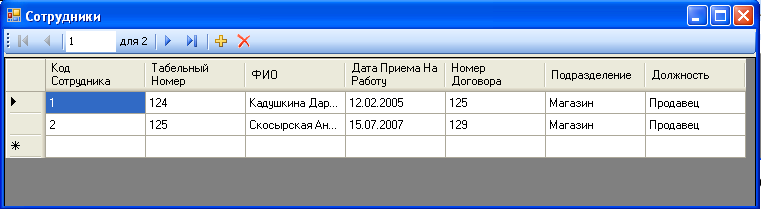 Сотрудники
1 для 2
Код Сотрудника Табельный Номер ФИО Дата Приема На Работу Номер Договора Подразделение Должность
1 124 Кадушкина Дар... 12.02.2005 125 Магазин Продавец
2 125 Скосырская Ан... 15.07.2007 129 Магазин Продавец